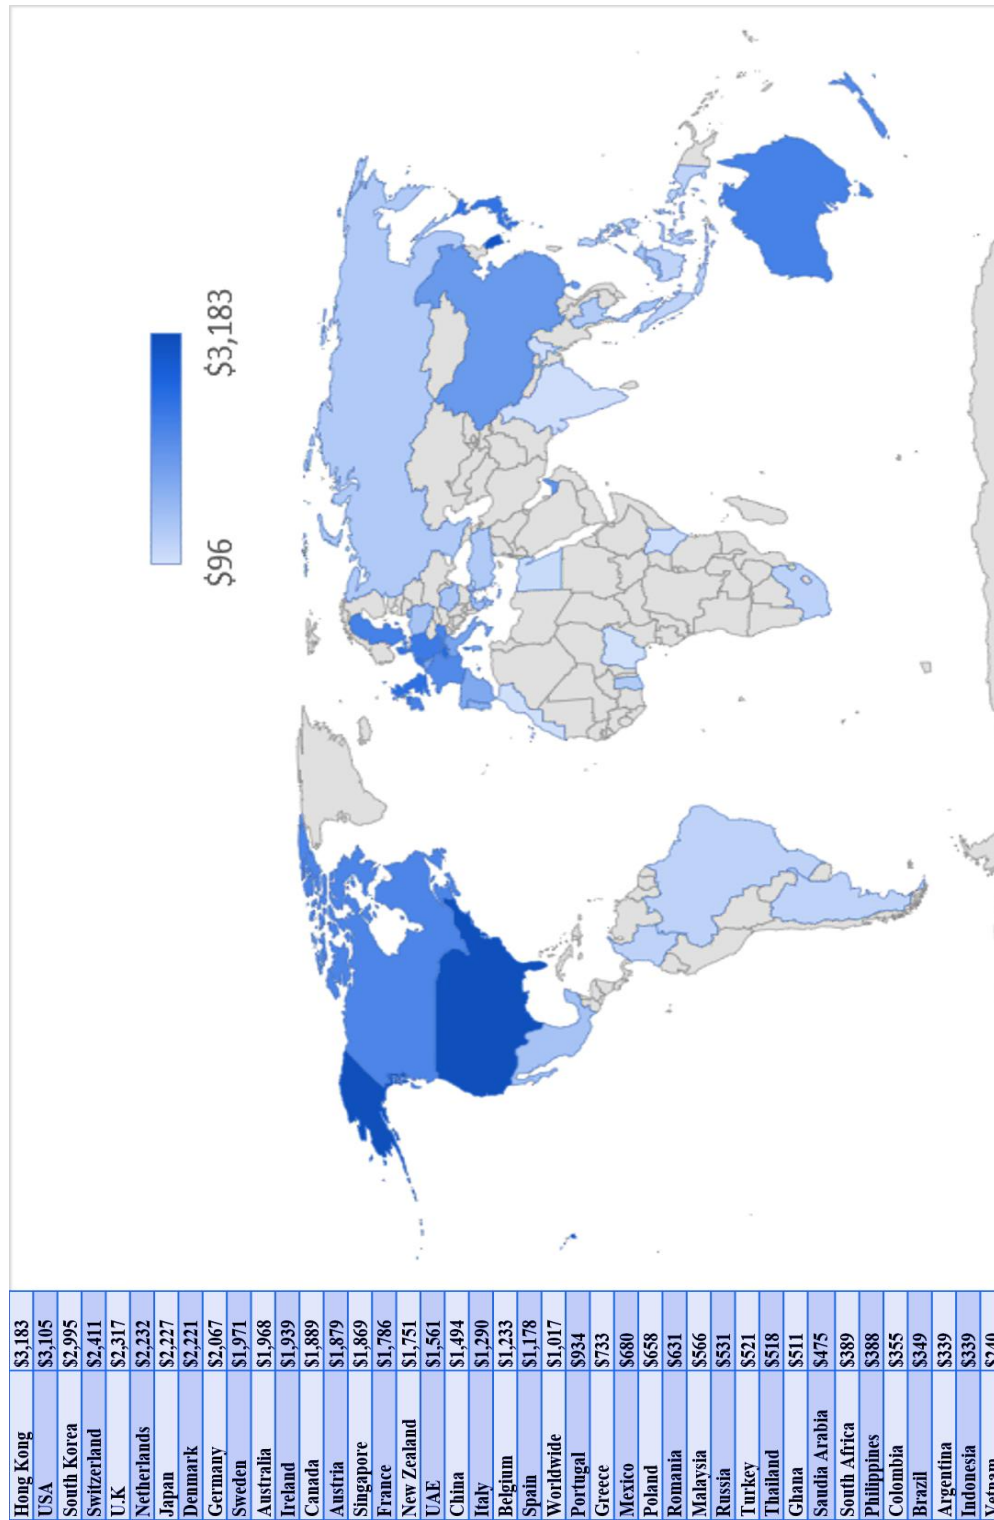 $96
$3,183
Hong Kong $3,183
USA $3,105
South Korea $2,995
Switzerland $2,411
U.K $2,317
Netherlands $2,232
Japan $2,227
Denmark $2,221
Germany $2,067
Sweden $1,971
Australia $1,968
Ireland $1,939
Canada $1,889
Austria $1,879
Singapore $1,869
France $1,786
New Zealand $1,751
UAE $1,561
China $1,494
Italy $1,290
Belgium $1,233
Spain $1,178
Worldwide $1,017
Portugal $934
Greece $733
Mexico $680
Poland $658
Romania $631
Malaysia $566
Russia $531
Turkey $521
Thailand $518
Ghana $511
Saudia Arabia $475
South Africa $389
Philippines $388
Colombia $355
Brazil $349
Argentina $339
Indonesia $339
Vetnam $240